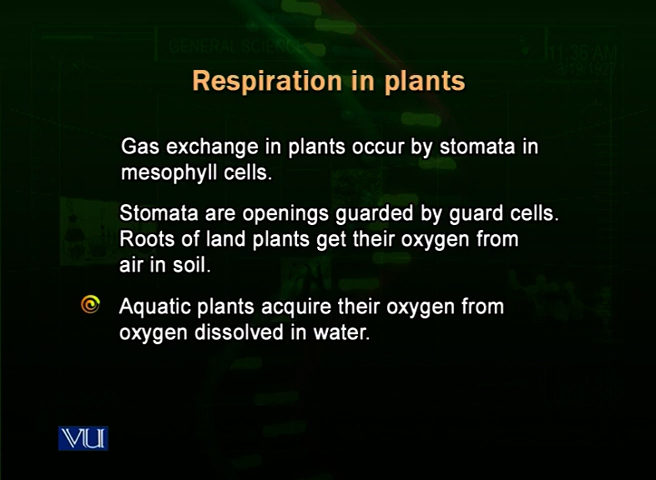 GENERAL SCIENCE
Respiration in plants
Gas exchange in plants occur by stomata in
mesophyll cells.
Stomata are openings guarded by guard cells.
Roots of land plants get their oxygen from
air in soil.
Aquatic plants acquire their oxygen from
oxygen dissolved in water.
VU